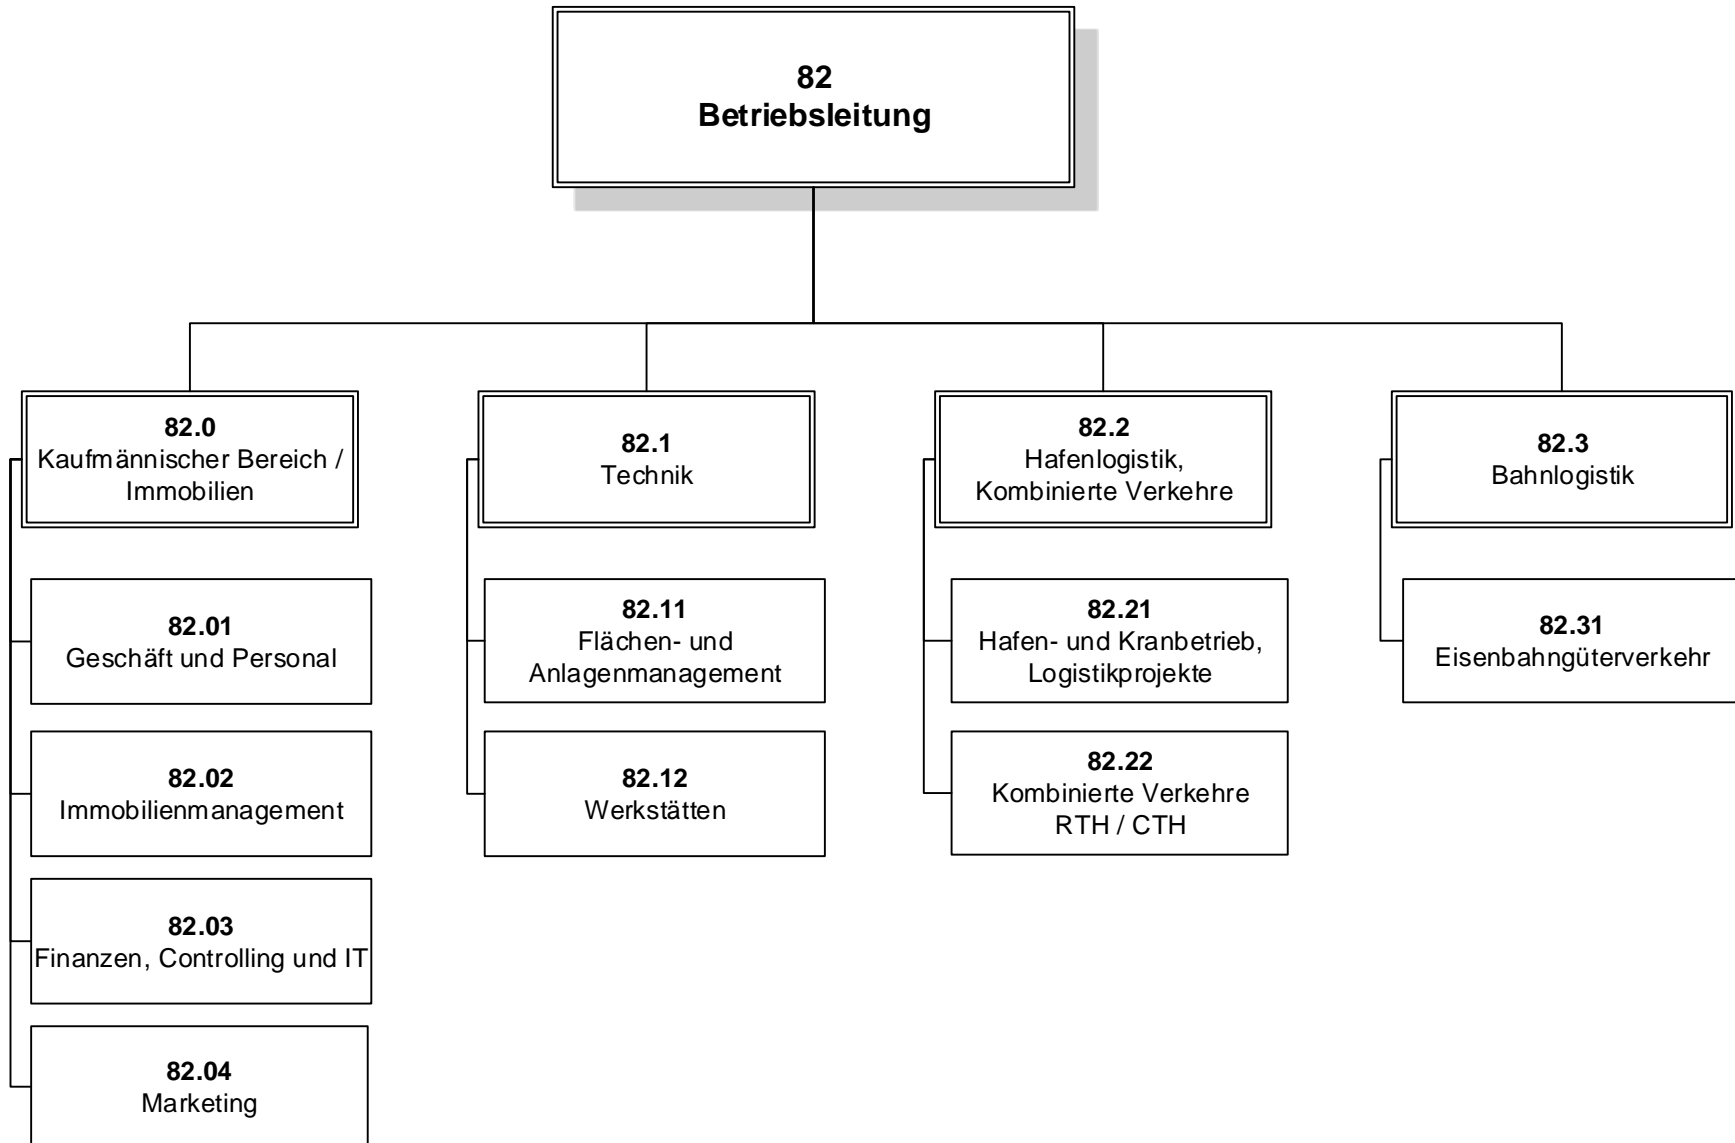 82
Betriebsleitung
82.0
Kaufmännischer Bereich /
Immobilien
82.1
Technik
82.2
Hafenlogistik,
Kombinierte Verkehre
82.3
Bahnlogistik
82.01
Geschäft und Personal
82.11
Flächen- und
Anlagenmanagement
82.21
Hafen- und Kranbetrieb,
Logistikprojekte
82.31
Eisenbahngüterverkehr
82.02
Immobilienmanagement
82.12
Werkstätten
82.22
Kombinierte Verkehre
RTH / CTH
82.03
Finanzen, Controlling und IT
82.04
Marketing